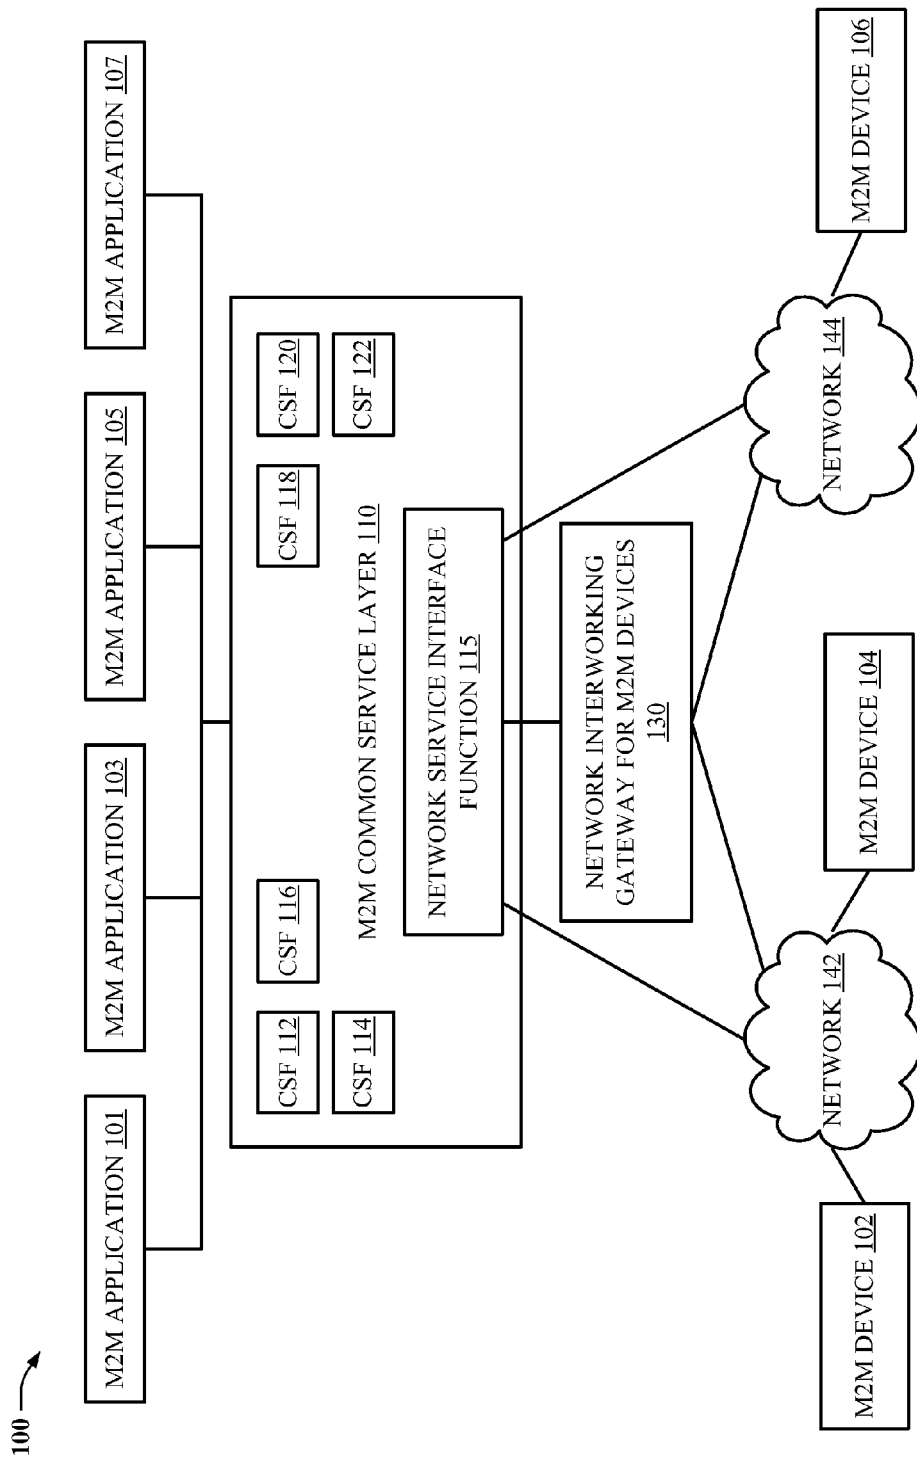 100
M2M APPLICATION 101
M2M APPLICATION 103
M2M APPLICATION 105
M2M APPLICATION 107
CSF 112
CSF 114
CSF 116
CSF 118
CSF 120
CSF 122
M2M COMMON SERVICE LAYER 110
NETWORK SERVICE INTERFACE
FUNCTION 115
NETWORK INTERWORKING
GATEWAY FOR M2M DEVICES
130
NETWORK 142
NETWORK 144
M2M DEVICE 102
M2M DEVICE 104
M2M DEVICE 106